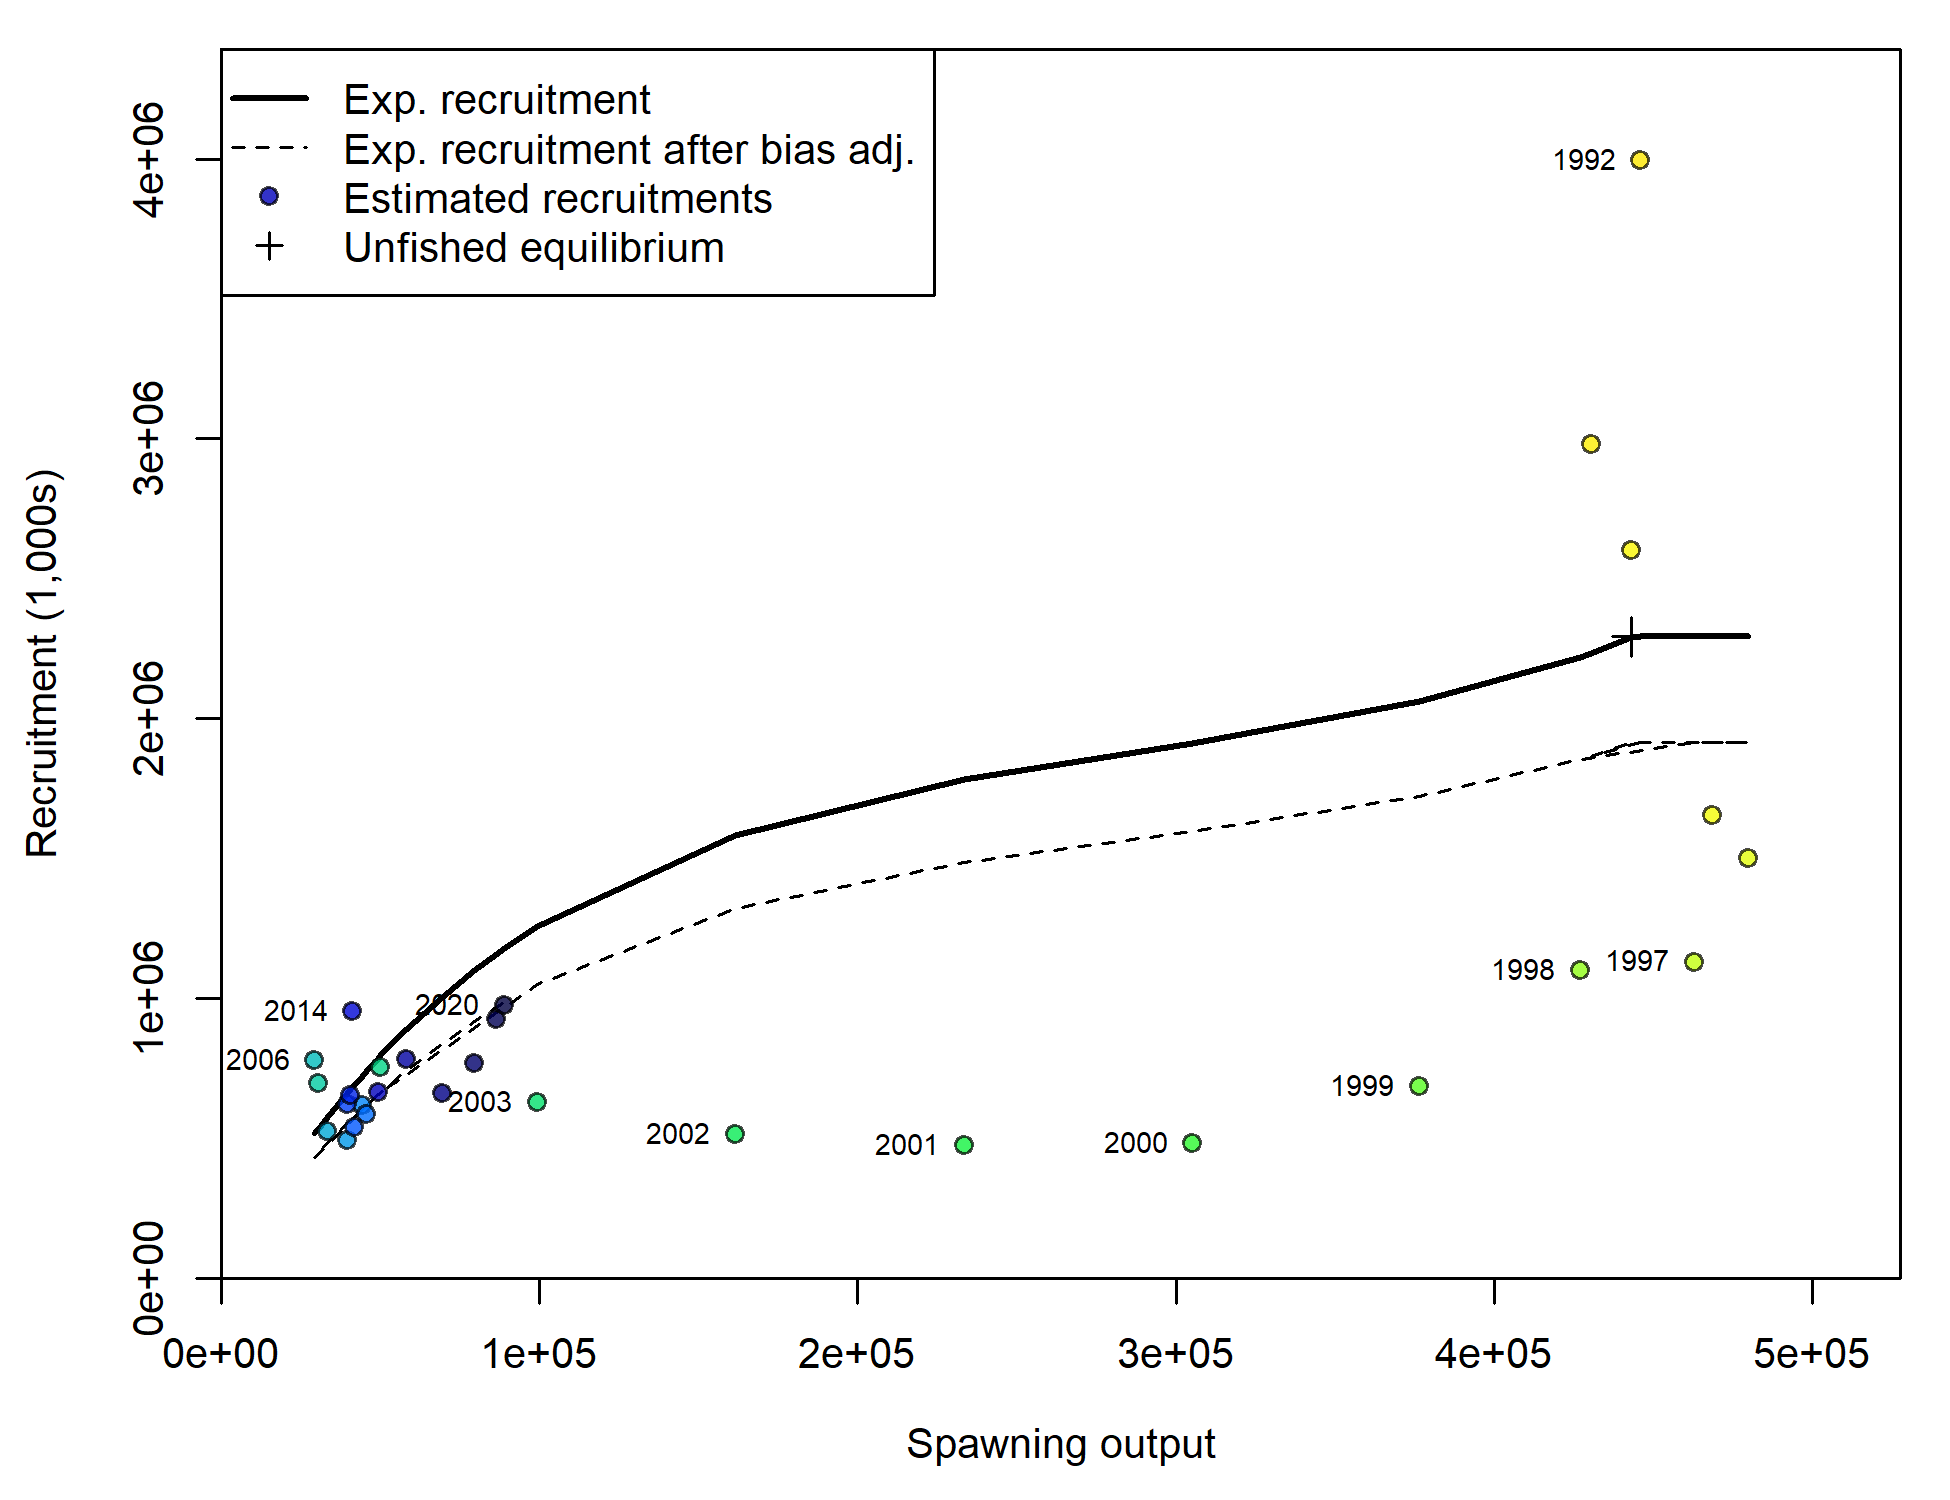 Exp. recruitment
Exp. recruitment after bias adj.
Estimated recruitments
Unfished equilibrium
Recruitment (1,000s)
4e+06
3e+06
2e+06
1e+06
0e+00
1992
1998
1997
2014
2020
2006
2003
1999
2002
2001
2000
0e+00
1e+05
2e+05
3e+05
4e+05
5e+05
Spawning output